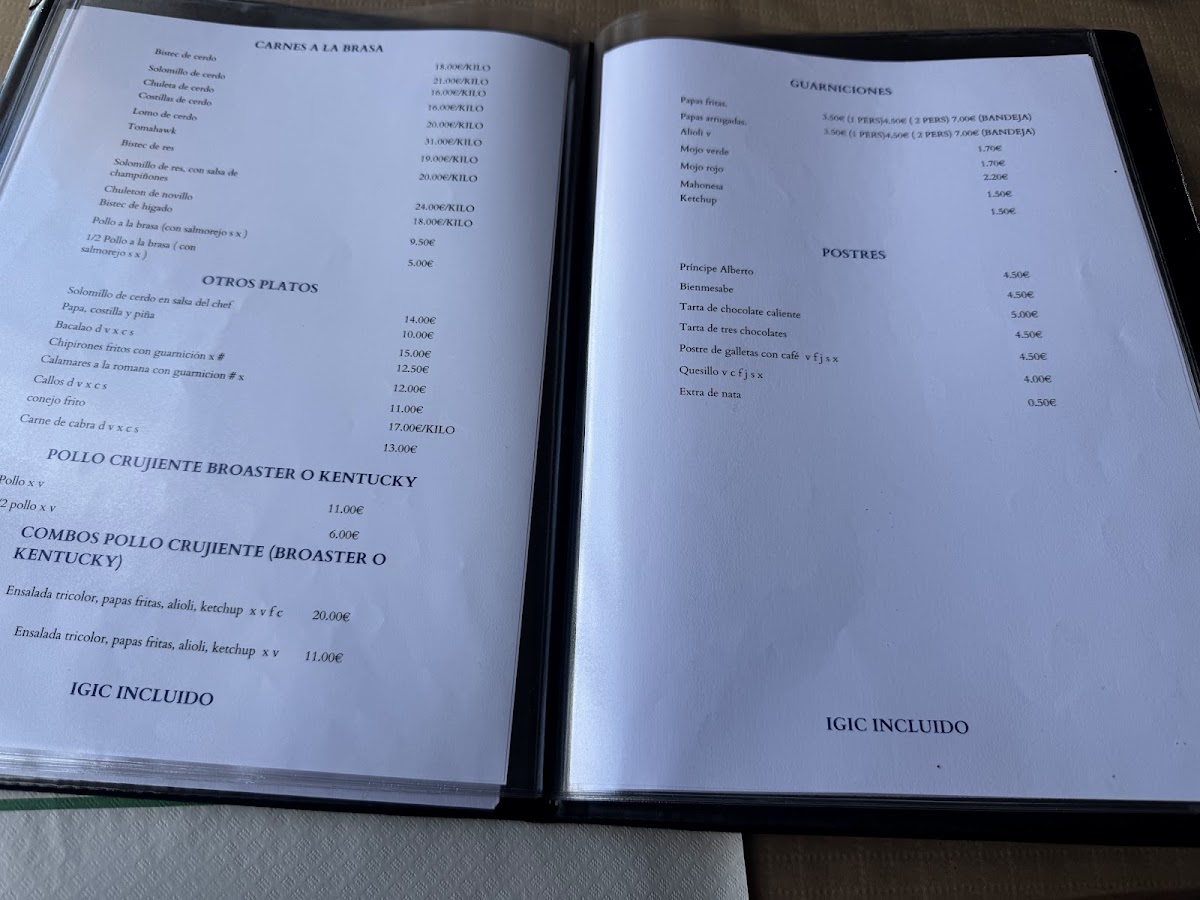 CARNES A LA BRASA
Bistec de cerdo 18.00€/KILO
Solomillo de cerdo 21.00€/KILO
Chuleta de cerdo 16.00€/KILO
Costillas de cerdo 16.00€/KILO
Lomo de cerdo 20.00€/KILO
Tomahawk 31.00€/KILO
Bistec de res 19.00€/KILO
Solomillo de res, con salsa de
champiñones 20.00€/KILO
Chuleton de novillo 24.00€/KILO
Bistec de higado 18.00€/KILO
Pollo a la brasa (con salmorejo s x ) 9.50€
1/2 Pollo a la brasa ( con
salmorejo s x ) 5.00€
OTROS PLATOS
Solomillo de cerdo en salsa del chef 14.00€
Papa, costilla y piña 10.00€
Bacalao d v x c s 15.00€
Chipirones fritos con guarnición x # 12.50€
Calamares a la romana con guarnicion # x 12.00€
Callos d v x c s 11.00€
conejo frito 17.00€/KILO
Carne de cabra d v x c s 13.00€
POLLO CRUJIENTE BROASTER O KENTUCKY
Pollo x v 11.00€
/2 pollo x v 6.00€
COMBOS POLLO CRUJIENTE (BROASTER O
KENTUCKY)
Ensalada tricolor, papas fritas, alioli, ketchup x v f c 20.00€
Ensalada tricolor, papas fritas, alioli, ketchup x v 11.00€
IGIC INCLUIDO
GUARNICIONES
Papas fritas. 3.50€ (1 PERS)4,50€ ( 2 PERS) 7.00€ (BANDEJA)
Papas arrugadas. 3.50€ (1 PERS)4,50€ ( 2 PERS) 7.00€ (BANDEJA)
Alioli v 1.70€
Mojo verde 1.70€
Mojo rojo 2.20€
Mahonesa 1.50€
Ketchup 1.50€
POSTRES
Príncipe Alberto 4.50€
Bienmesabe 4.50€
Tarta de chocolate caliente 5.00€
Tarta de tres chocolates 4.50€
Postre de galletas con café v f j s x 4.50€
Quesillo v c f j s x 4.00€
Extra de nata 0.50€
IGIC INCLUIDO